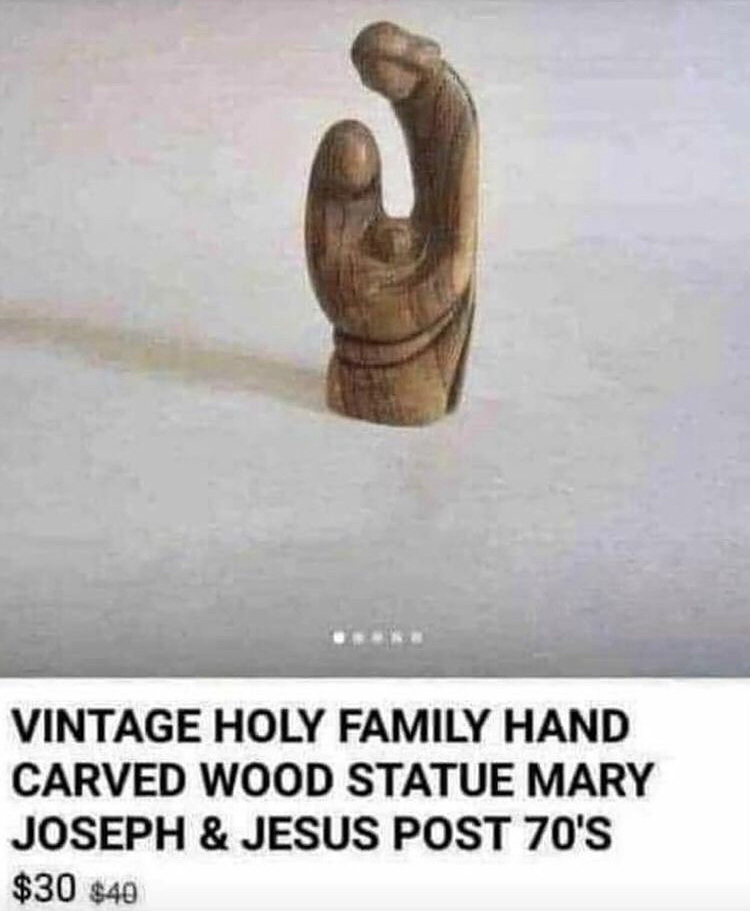 VINTAGE HOLY FAMILY HAND
CARVED WOOD STATUE MARY
JOSEPH & JESUS POST 70'S
$30 $40